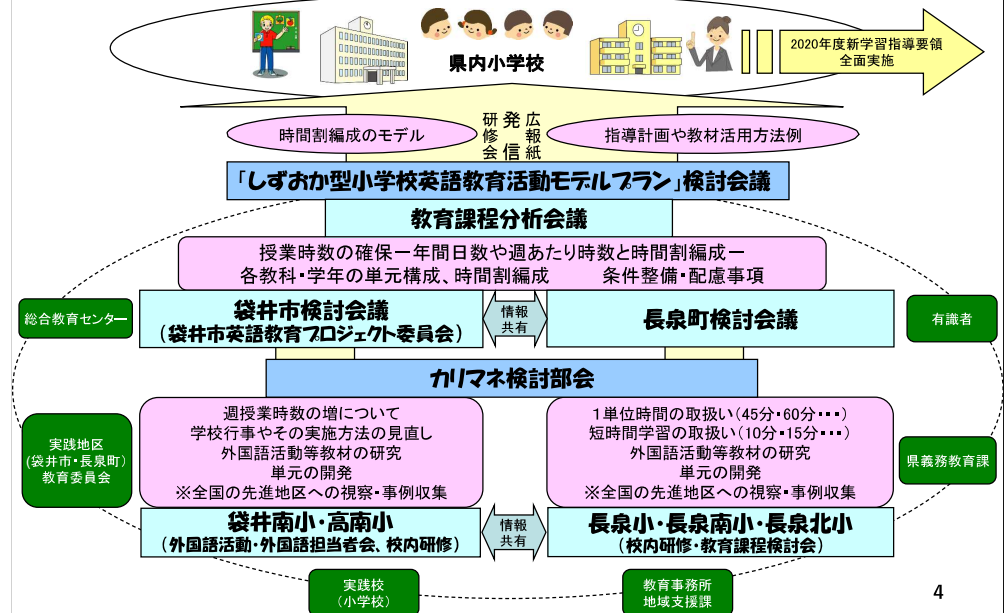 県内小学校
2020年度新学習指導要領
全面実施
時間割編成のモデル
研修会
発信
広報紙
指導計画や教材活用方法例
「しずおか型小学校英語教育活動モデルプラン」検討会議
教育課程分析会議
授業時数の確保ー年間日数や週あたり時数と時間割編成ー
各教科・学年の単元構成、時間割編成　　条件整備・配慮事項
総合教育センター
袋井市検討会議
(袋井市英語教育プロジェクト委員会)
情報
共有
長泉町検討会議
有識者
カリマネ検討部会
実践地区
(袋井市・長泉町)
教育委員会
週授業時数の増について
学校行事やその実施方法の見直し
外国語活動等教材の研究
単元の開発
※全国の先進地区への視察・事例収集
1単位時間の取扱い(45分・60分・・・)
短時間学習の取扱い(10分・15分・・・)
外国語活動等教材の研究
単元の開発
※全国の先進地区への視察・事例収集
県義務教育課
袋井南小・高南小
(外国語活動・外国語担当者会、校内研修)
情報
共有
長泉小・長泉南小・長泉北小
(校内研修・教育課程検討会)
実践校
(小学校)
教育事務所
地域支援課
4